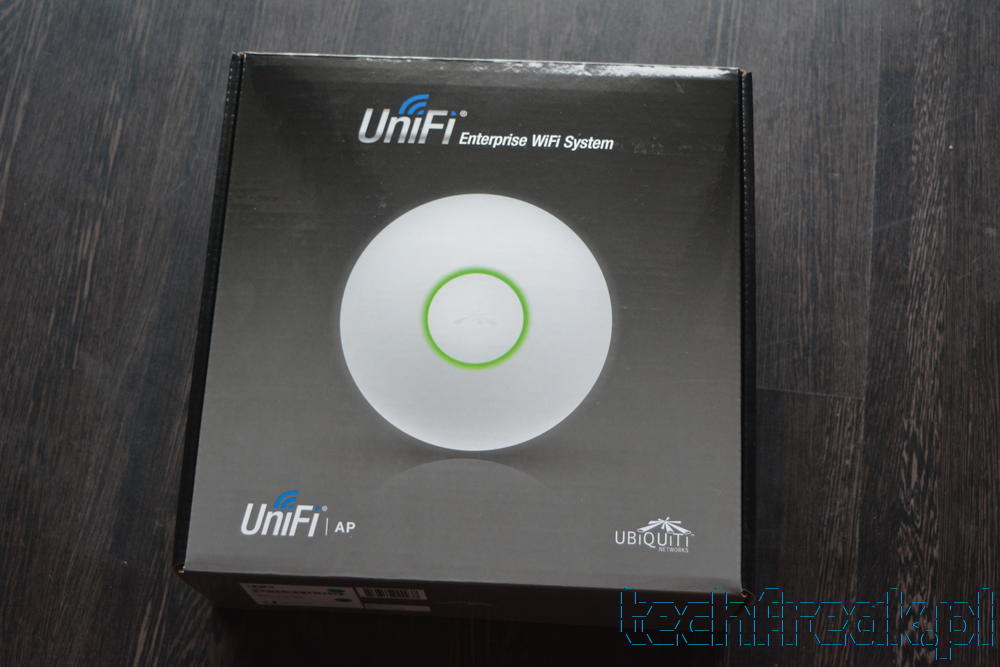 UniFi® Enterprise WiFi System
UniFi® | AP
UBiQUiTi
NETWORKS
techfreak.pl